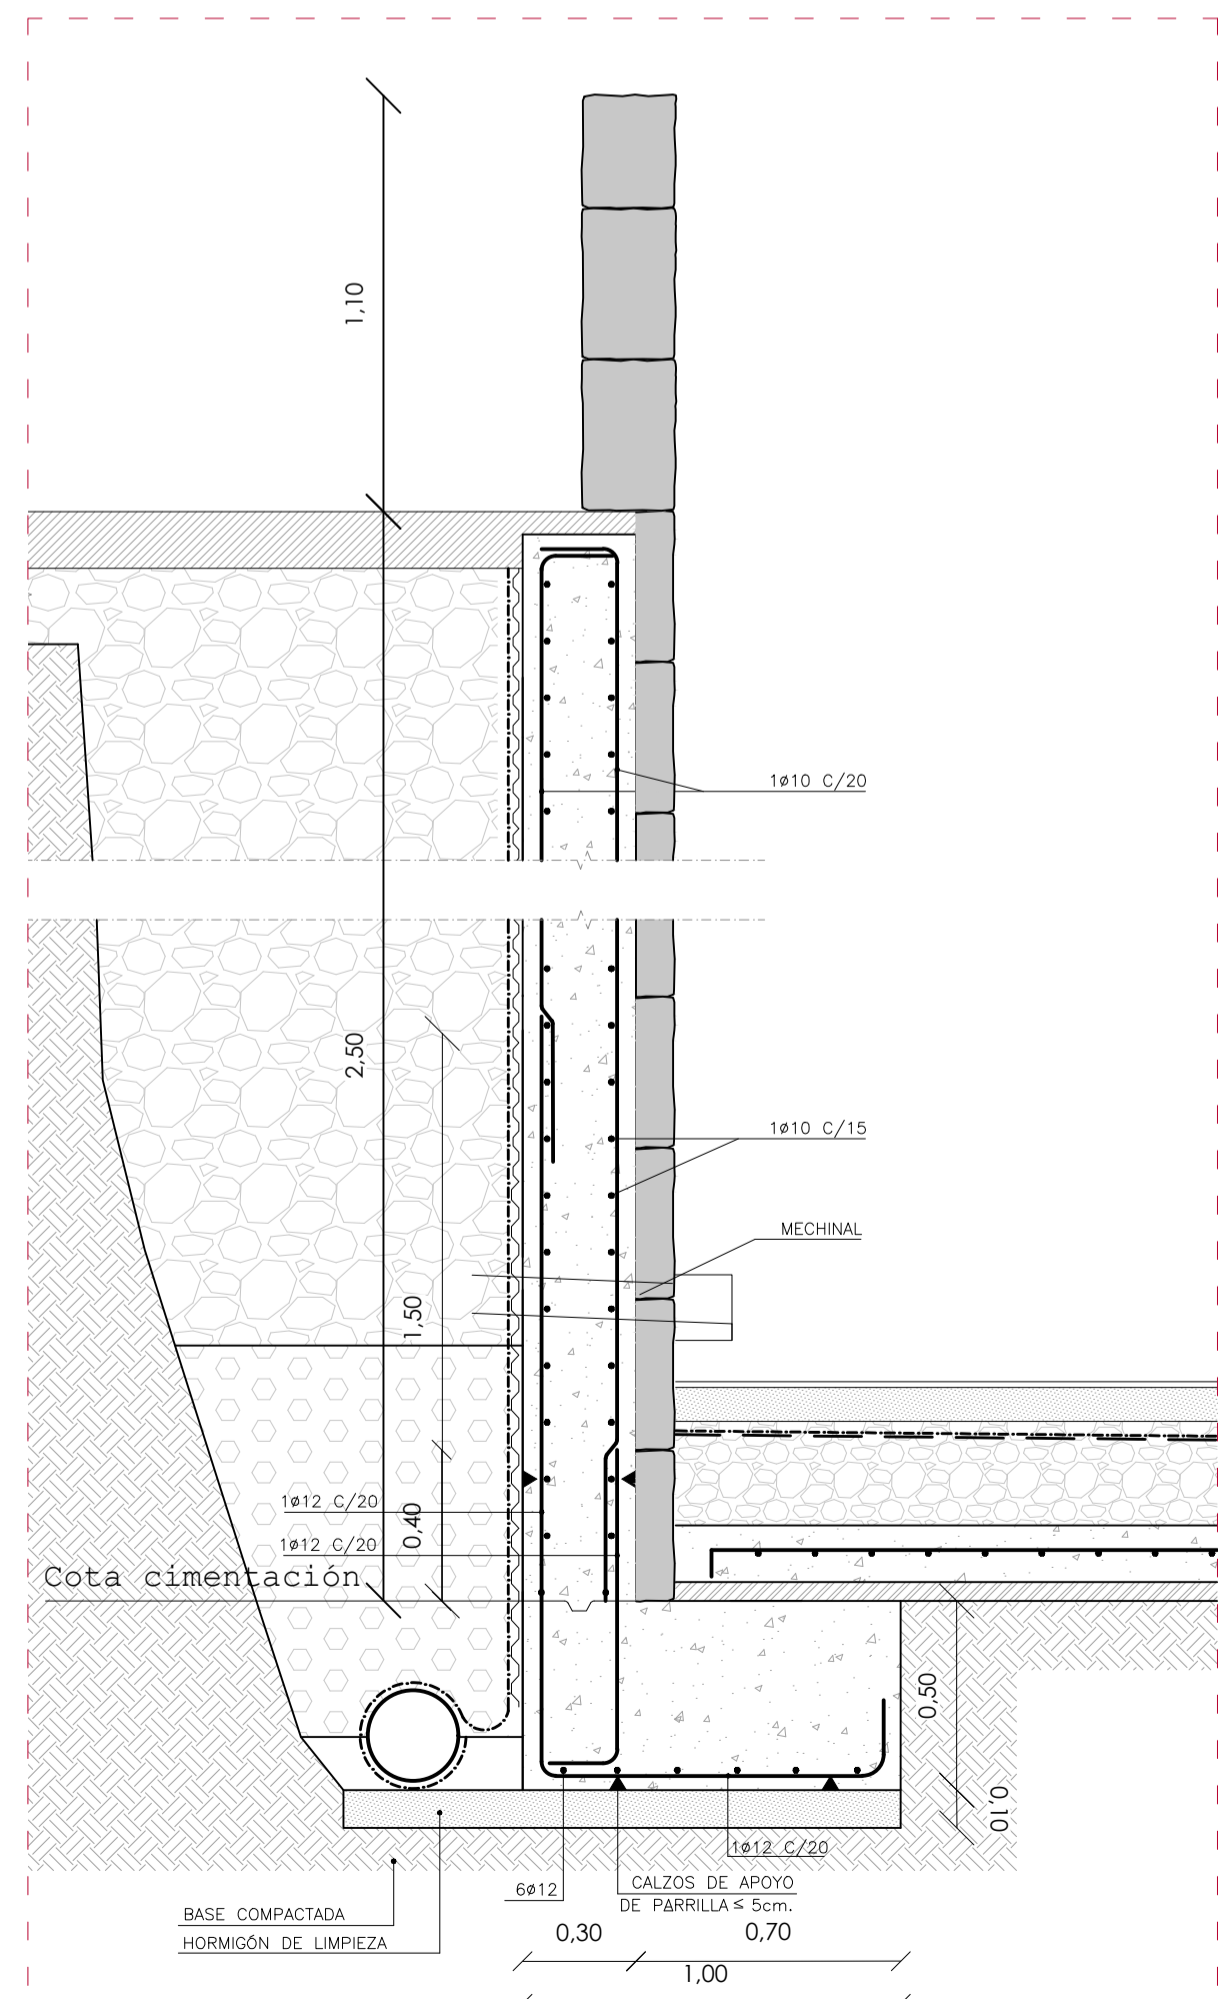 1,10
1ø10 C/20
2,50
1ø10 C/15
MECHINAL
1,50
1ø12 C/20
0,40
1ø12 C/20
Cota cimentación
0,50
0,10
1ø12 C/20
6ø12
CALZOS DE APOYO
DE PARRILLA ≤ 5cm.
BASE COMPACTADA
HORMIGÓN DE LIMPIEZA
0,30
0,70
1,00